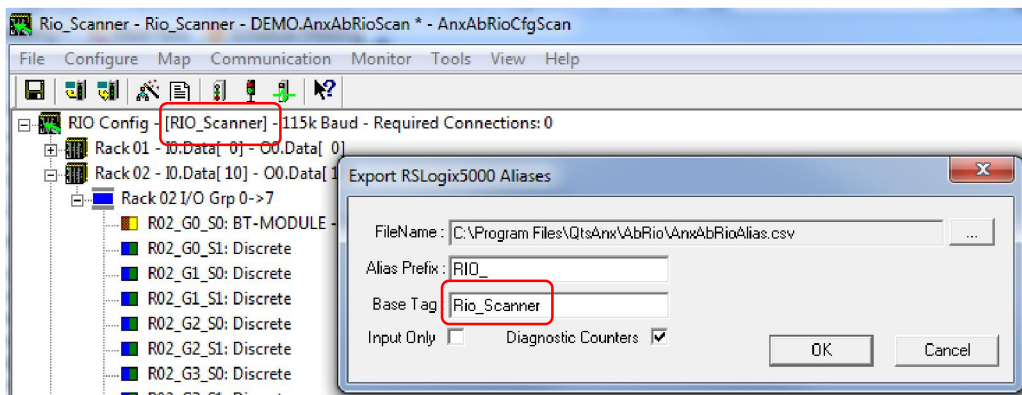 Rio_Scanner - Rio_Scanner - DEMO.AnxAbRioScan * - AnxAbRioCfgScan
File Configure Map Communication Monitor Tools View Help
RIO Config - [RIO_Scanner] - 115k Baud - Required Connections: 0
Rack 01 - I0.Data[ 0] - O0.Data[ 0]
Rack 02 - I0.Data[ 10] - O0.Data[ 1
Rack 02 I/O Grp 0->7
R02_G0_S0: BT-MODULE -
R02_G0_S1: Discrete
R02_G1_S0: Discrete
R02_G1_S1: Discrete
R02_G2_S0: Discrete
R02_G2_S1: Discrete
R02_G3_S0: Discrete
R02_G3_S1: Discrete
Export RSLogix5000 Aliases
FileName : C:\Program Files\QtsAnx\AbRio\AnxAbRioAlias.csv ...
Alias Prefix : RIO_
Base Tag Rio_Scanner
Input Only Diagnostic Counters
OK Cancel